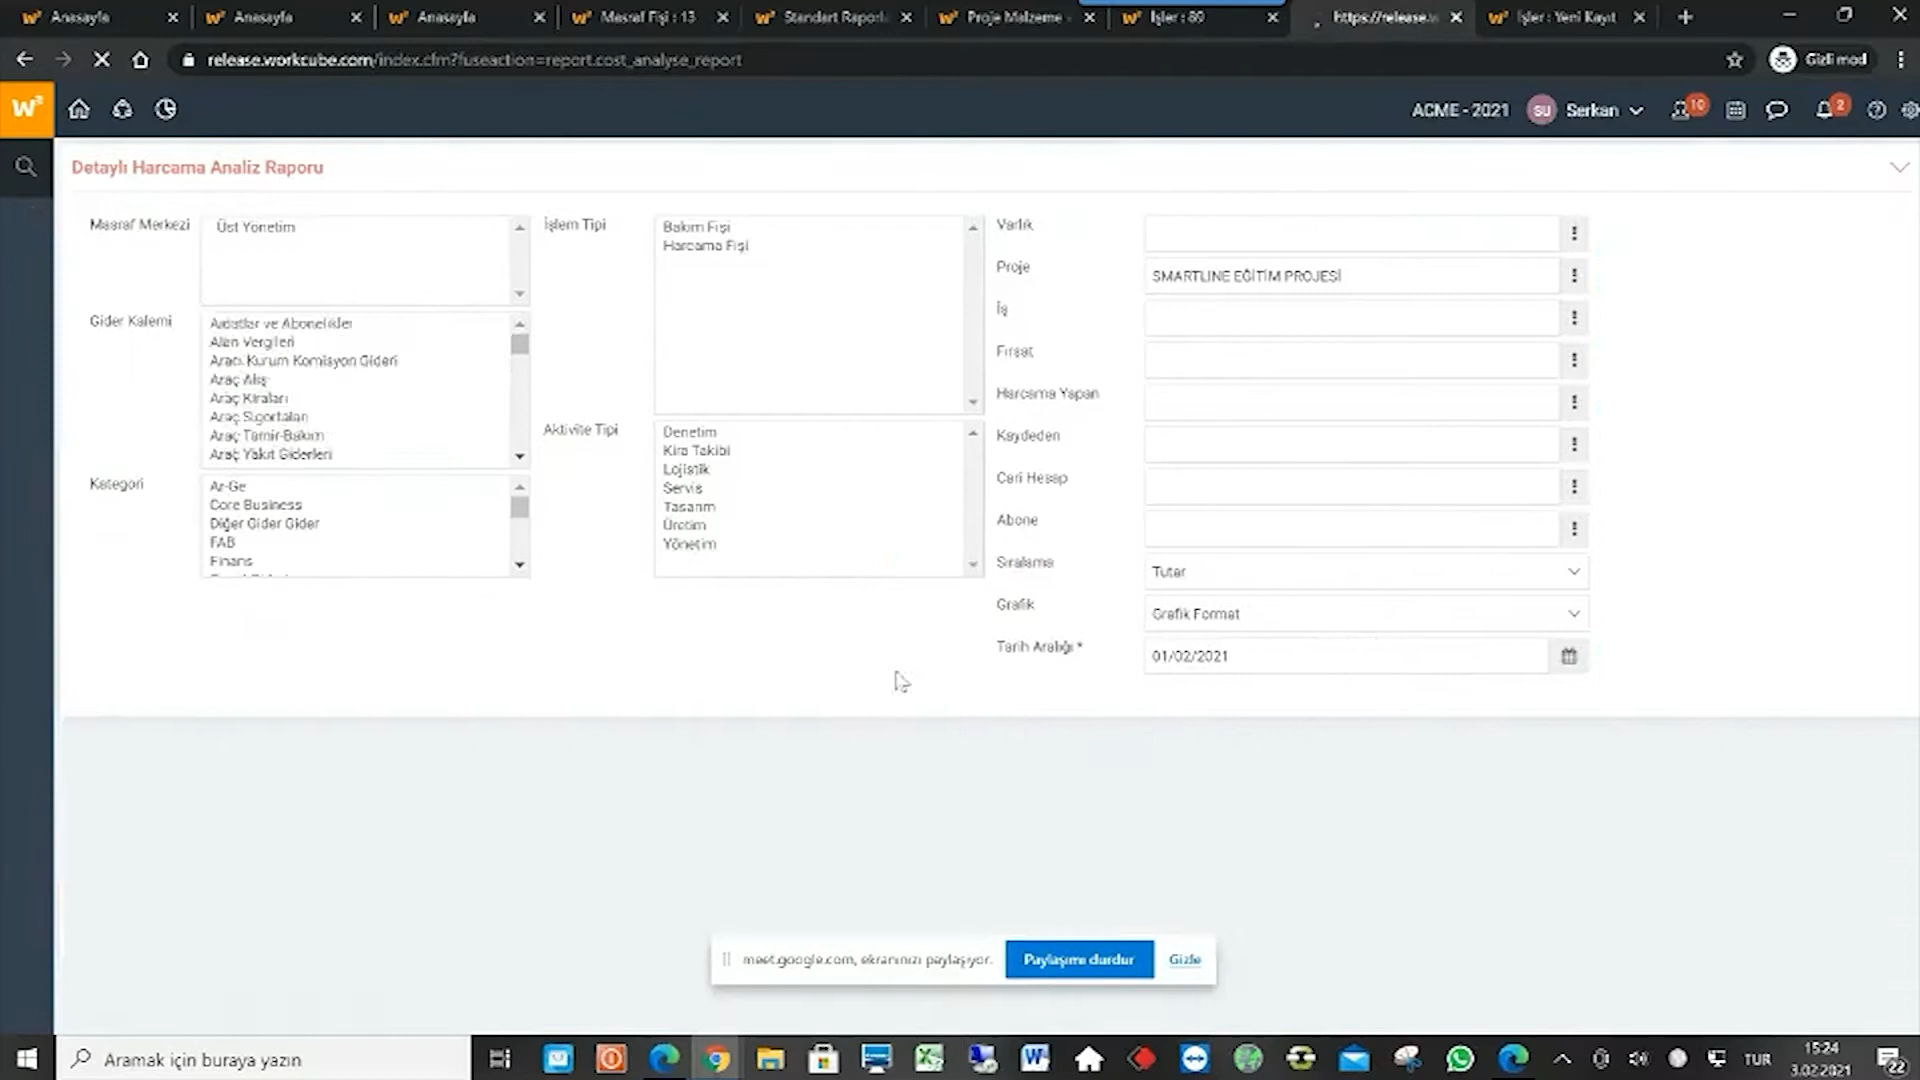 Anasayfa
Anasayfa
Anasayfa
Masraf Fişi : 13
Standart Raporla
Proje Malzeme
İşler : 89
https://release.w
İşler : Yeni Kayıt
release.workcube.com/index.cfm?fuseaction=report.cost_analyse_report
Gizli mod
W³
ACME - 2021
SU
Serkan
10
2
Detaylı Harcama Analiz Raporu
Masraf Merkezi
Üst Yönetim
Gider Kalemi
Aidatlar ve Abonelikler
Alan Vergileri
Aracı Kurum Komisyon Gideri
Araç Alış
Araç Kiraları
Araç Sigortaları
Araç Tamir-Bakım
Araç Yakıt Giderleri
Kategori
Ar-Ge
Core Business
Diğer Gider Gider
FAB
Finans
İşlem Tipi
Bakım Fişi
Harcama Fişi
Aktivite Tipi
Denetim
Kira Takibi
Lojistik
Servis
Tasarım
Üretim
Yönetim
Varlık
Proje
SMARTLINE EĞİTİM PROJESİ
İş
Fırsat
Harcama Yapan
Kaydeden
Cari Hesap
Abone
Sıralama
Tutar
Grafik
Grafik Format
Tarih Aralığı *
01/02/2021
meet.google.com, ekranınızı paylaşıyor.
Paylaşımı durdur
Gizle
Aramak için buraya yazın
TUR
15:24
3.02.2021
22